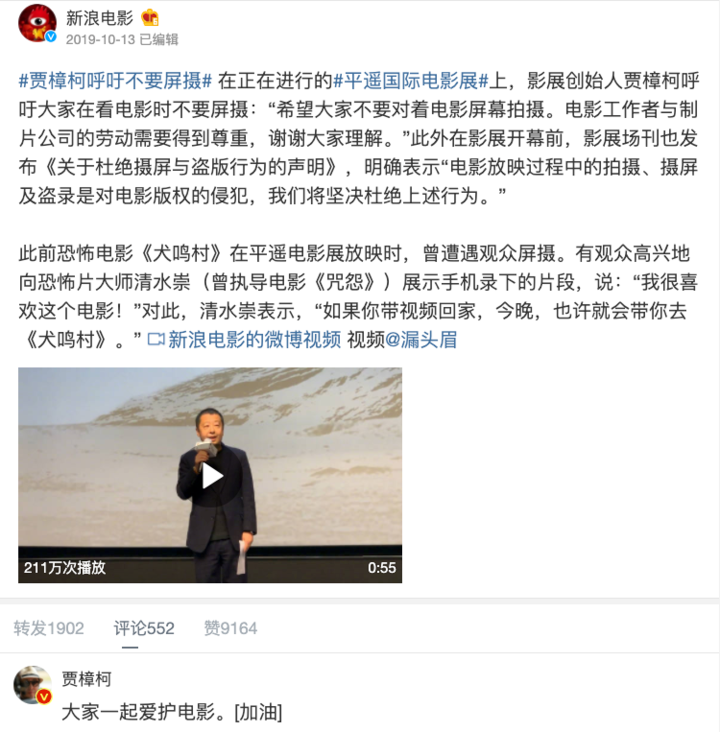 新浪电影
2019-10-13 已编辑
#贾樟柯呼吁不要屏摄# 在正在进行的#平遥国际电影展#上，影展创始人贾樟柯呼
吁大家在看电影时不要屏摄：“希望大家不要对着电影屏幕拍摄。电影工作者与制
片公司的劳动需要得到尊重，谢谢大家理解。”此外在影展开幕前，影展场刊也发
布《关于杜绝摄屏与盗版行为的声明》，明确表示“电影放映过程中的拍摄、摄屏
及盗录是对电影版权的侵犯，我们将坚决杜绝上述行为。”
此前恐怖电影《犬鸣村》在平遥电影展放映时，曾遭遇观众屏摄。有观众高兴地
向恐怖片大师清水崇（曾执导电影《咒怨》）展示手机录下的片段，说：“我很喜
欢这个电影！”对此，清水崇表示，“如果你带视频回家，今晚，也许就会带你去
《犬鸣村》。” 新浪电影的微博视频 视频@漏头眉
211万次播放 0:55
转发1902 评论552 赞9164
贾樟柯
大家一起爱护电影。[加油]